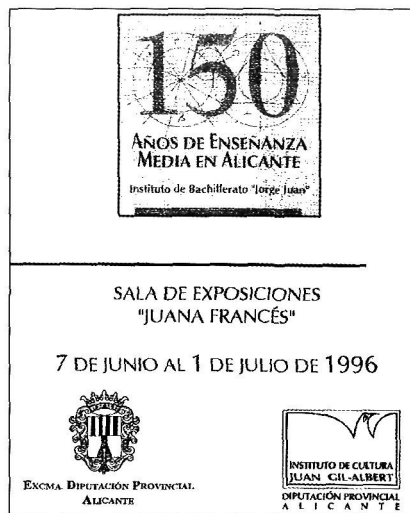 150
AÑOS DE ENSEÑANZA
MEDIA EN ALICANTE
Instituto de Bachillerato "Jorge Juan"
SALA DE EXPOSICIONES
"JUANA FRANCÉS"
7 DE JUNIO AL 1 DE JULIO DE 1996
EXCMA. DIPUTACIÓN PROVINCIAL
ALICANTE
INSTITUTO DE CULTURA
JUAN GIL-ALBERT
DIPUTACIÓN PROVINCIAL
ALICANTE